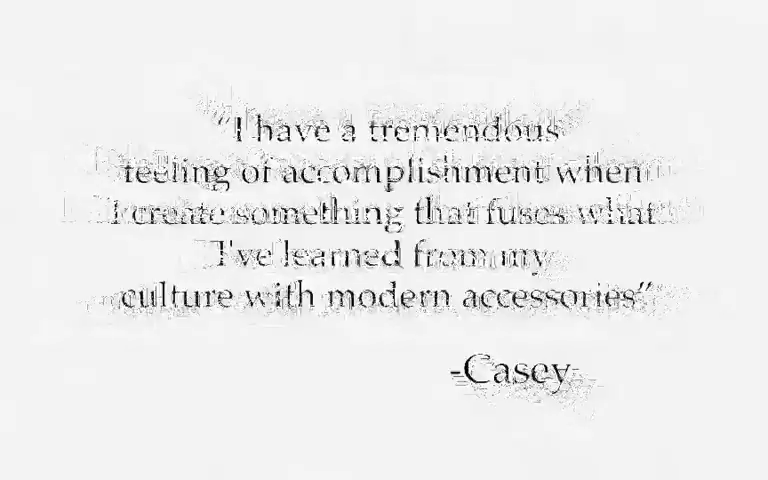 “I have a tremendous
feeling of accomplishment when
I create something that fuses what
I've learned from my
culture with modern accessories”
-Casey